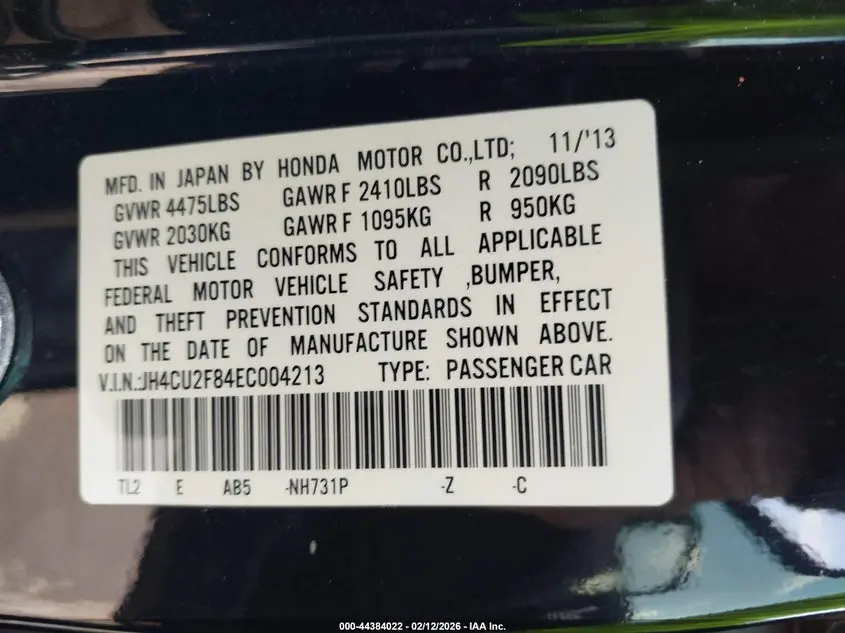 MFD. IN JAPAN BY HONDA MOTOR CO.,LTD; 11/'13
GVWR 4475LBS GAWR F 2410LBS R 2090LBS
GVWR 2030KG GAWR F 1095KG R 950KG
THIS VEHICLE CONFORMS TO ALL APPLICABLE
FEDERAL MOTOR VEHICLE SAFETY ,BUMPER,
AND THEFT PREVENTION STANDARDS IN EFFECT
ON THE DATE OF MANUFACTURE SHOWN ABOVE.
V.I.N.:JH4CU2F84EC004213 TYPE: PASSENGER CAR
TL2 E AB5 -NH731P -Z -C
000-44384022 - 02/12/2026 - IAA Inc.